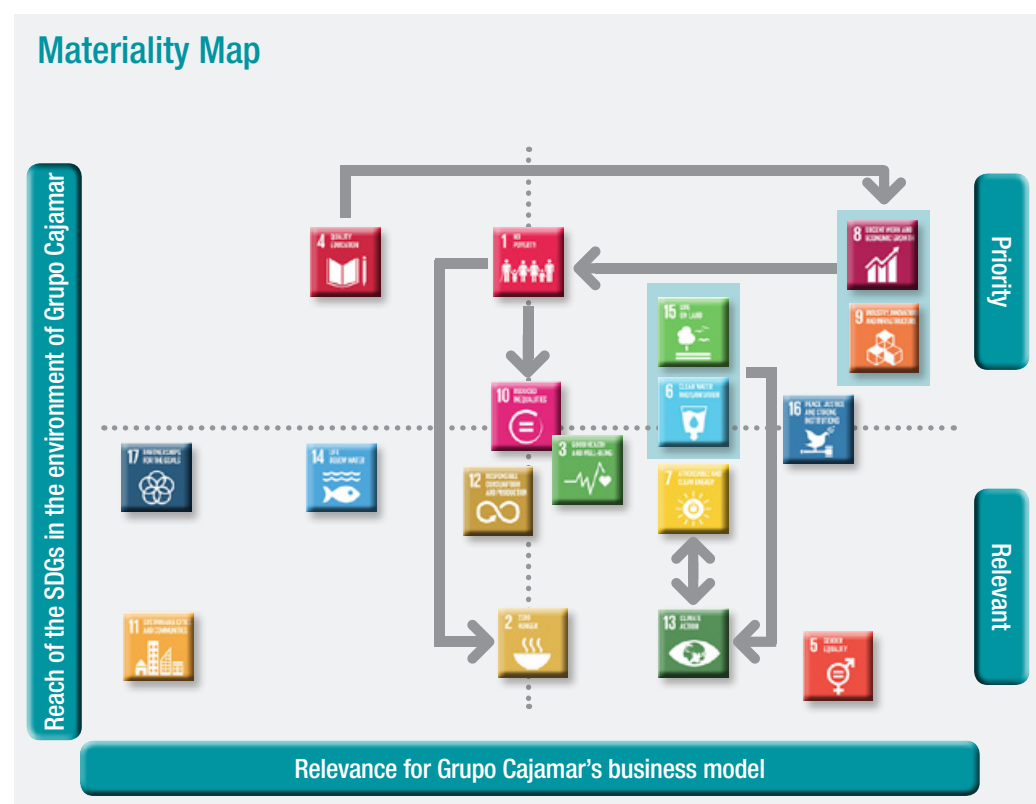 Materiality Map
Reach of the SDGs in the environment of Grupo Cajamar
Priority
4 QUALITY
EDUCATION
1 NO
POVERTY
8 DECENT WORK AND
ECONOMIC GROWTH
15 LIFE
ON LAND
9 INDUSTRY, INNOVATION
AND INFRASTRUCTURE
10 REDUCED
INEQUALITIES
6 CLEAN WATER
AND SANITATION
16 PEACE, JUSTICE
AND STRONG
INSTITUTIONS
17 PARTNERSHIPS
FOR THE GOALS
14 LIFE
BELOW WATER
3 GOOD HEALTH
AND WELL-BEING
12 RESPONSIBLE
CONSUMPTION
AND PRODUCTION
7 AFFORDABLE AND
CLEAN ENERGY
Relevant
11 SUSTAINABLE CITIES
AND COMMUNITIES
2 ZERO
HUNGER
13 CLIMATE
ACTION
5 GENDER
EQUALITY
Relevance for Grupo Cajamar's business model